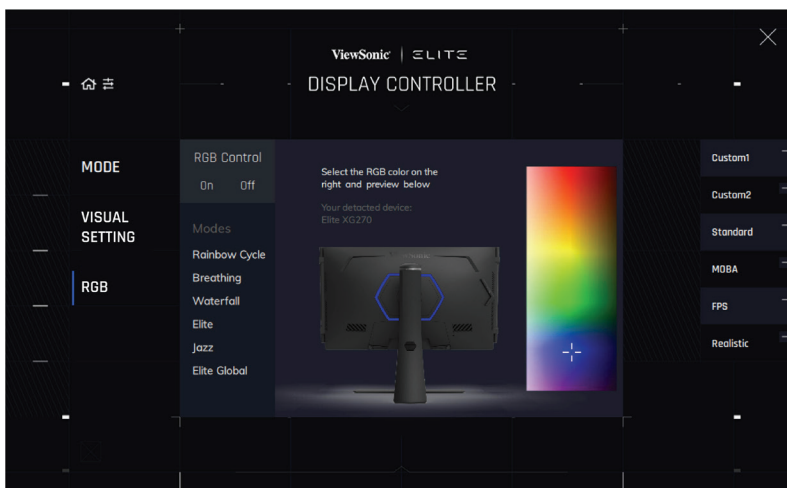 ViewSonic ELITE
DISPLAY CONTROLLER
MODE
VISUAL
SETTING
RGB
RGB Control
On Off
Modes
Rainbow Cycle
Breathing
Waterfall
Elite
Jazz
Elite Global
Select the RGB color on the
right and preview below
Your detacted device:
Elite XG270
Custom1
Custom2
Standard
MOBA
FPS
Realistic